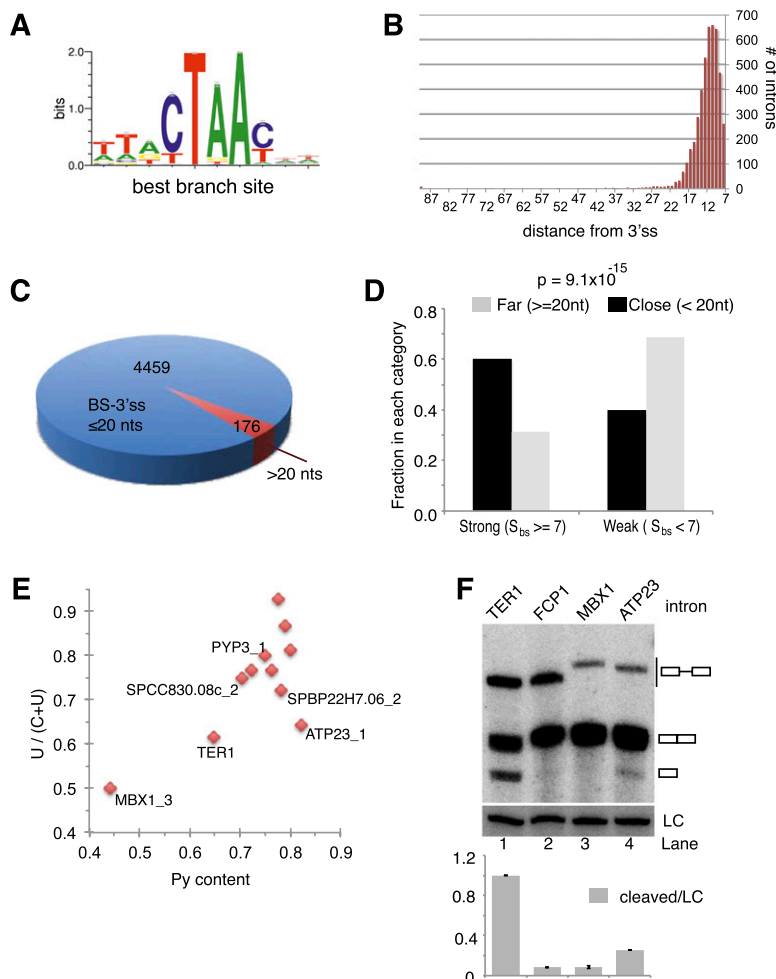 A
bits
2.0
1.0
0.0
T T A C T A A C
best branch site
B
700
600
500
400
300
200
100
0
# of introns
87 82 77 72 67 62 57 52 47 42 37 32 27 22 17 12 7
distance from 3'ss
C
4459
BS-3'ss
≤20 nts
176
>20 nts
D
p = 9.1x10-15
Far (>=20nt) Close (< 20nt)
Fraction in each category
0.8
0.6
0.4
0.2
0.0
Strong (Sbs >= 7) Weak ( Sbs < 7)
E
U / (C+U)
0.9
0.8
0.7
0.6
0.5
0.4
PYP3_1
SPCC830.08c_2
SPBP22H7.06_2
ATP23_1
TER1
MBX1_3
0.4 0.5 0.6 0.7 0.8 0.9
Py content
F
TER1 FCP1 MBX1 ATP23 intron
LC
1 2 3 4 Lane
1.2
0.8
0.4
0
cleaved/LC